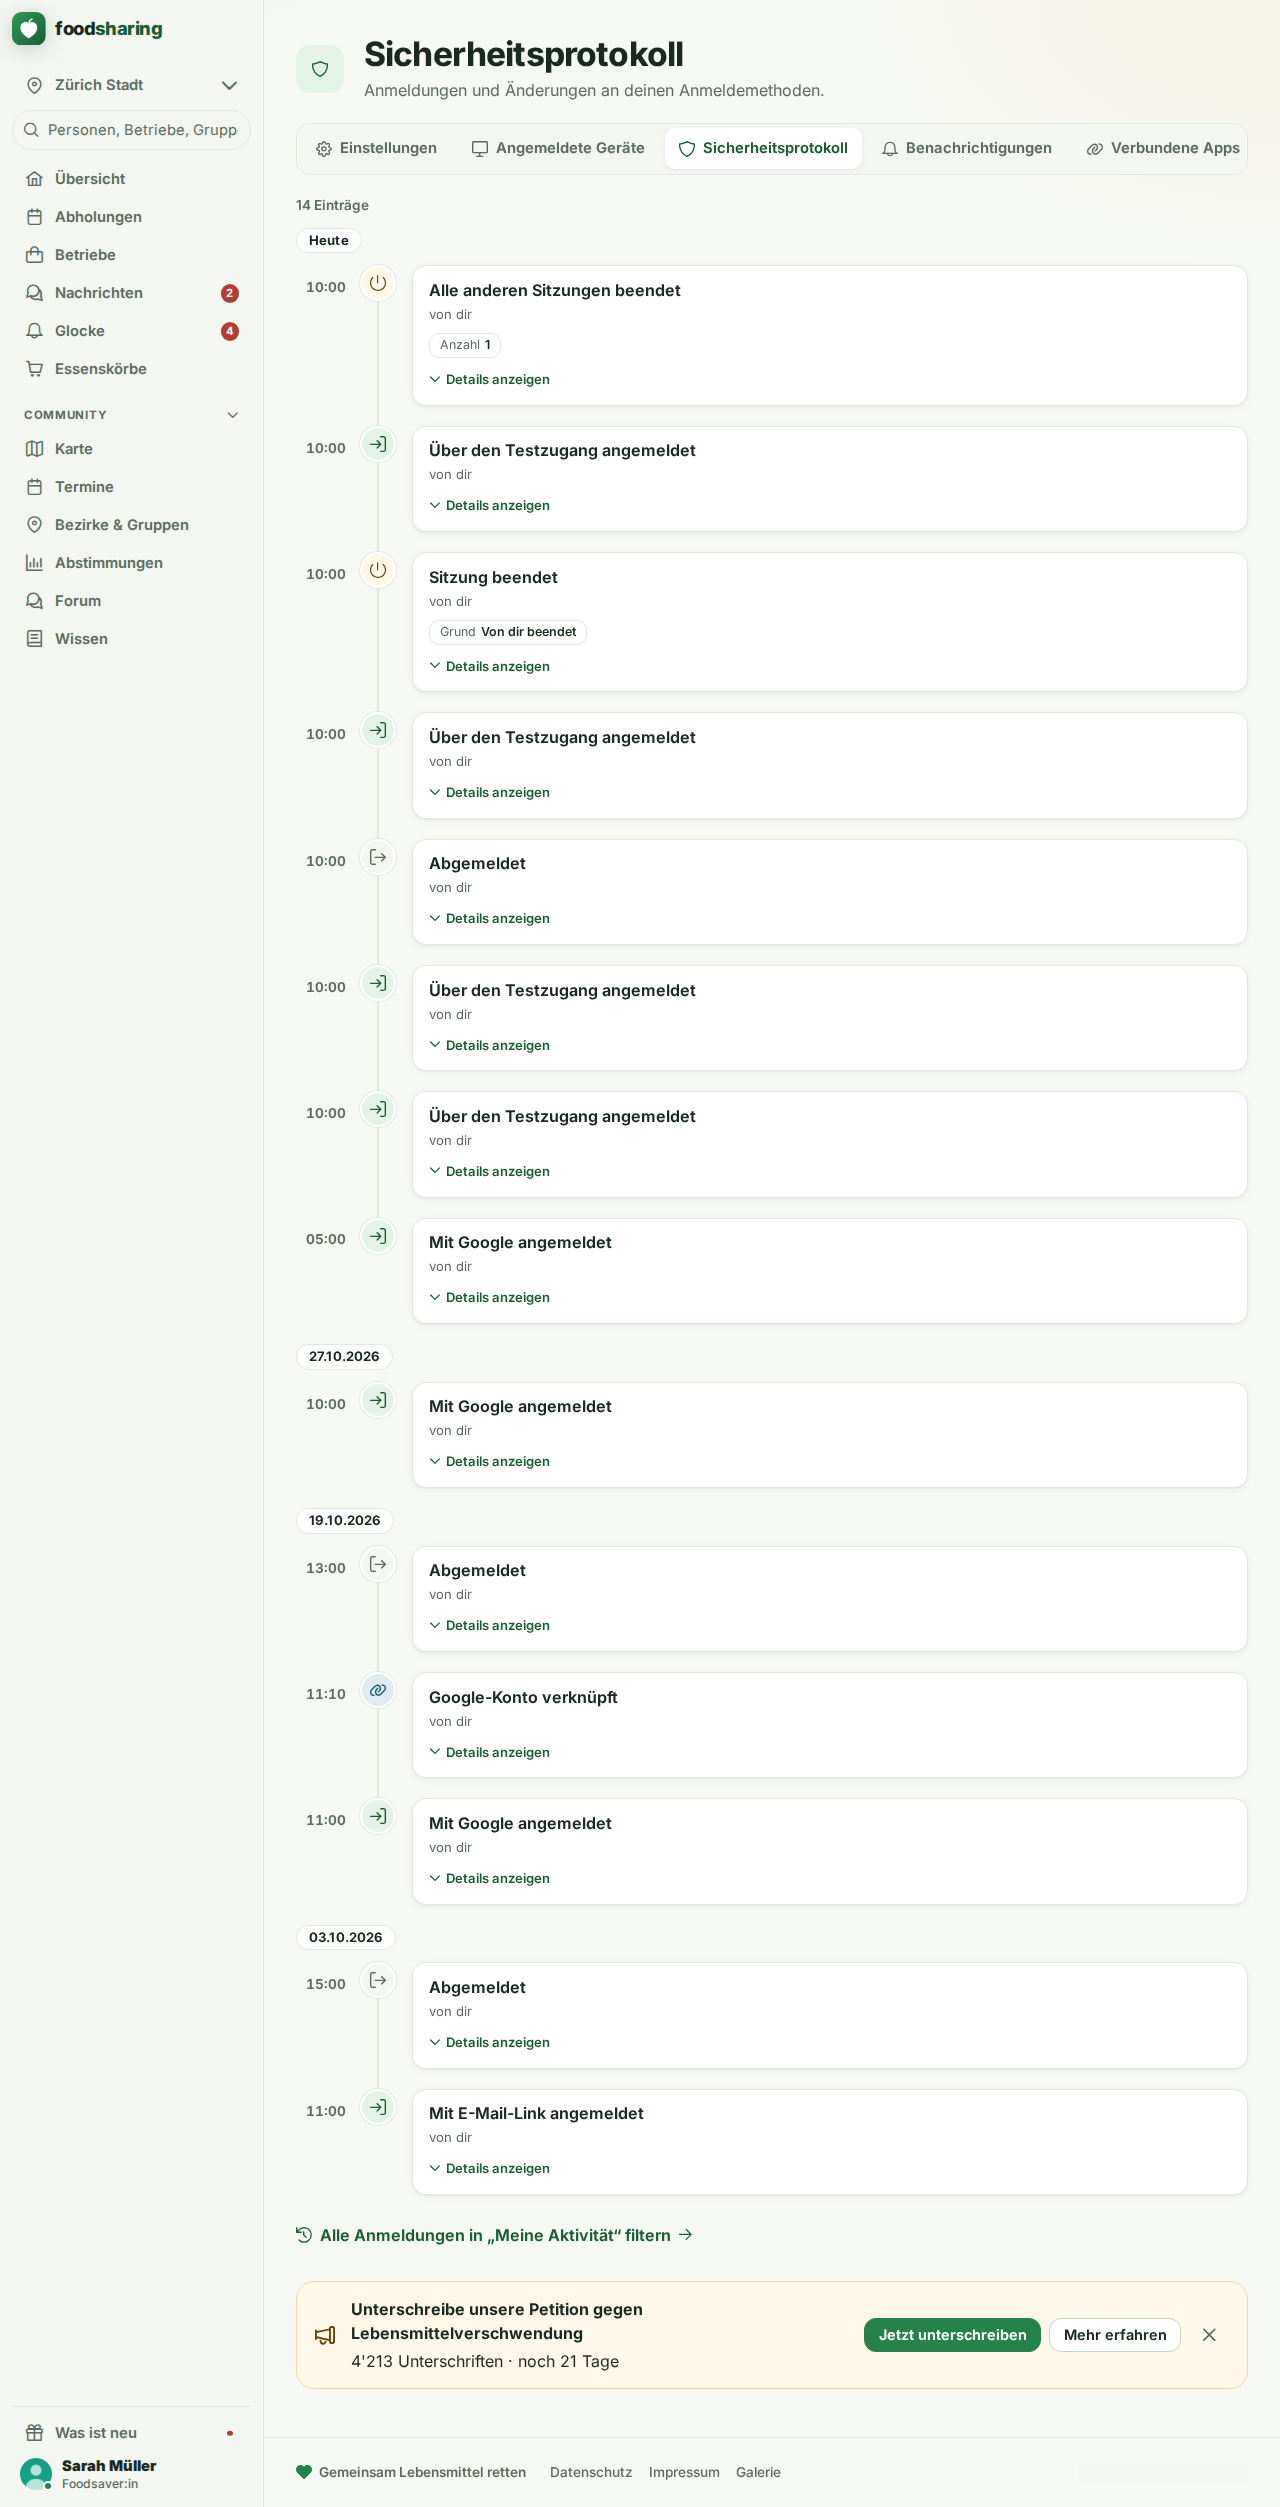 foodsharing
Zürich Stadt
Personen, Betriebe, Grupp
Übersicht
Abholungen
Betriebe
Nachrichten 2
Glocke 4
Essenskörbe
COMMUNITY
Karte
Termine
Bezirke & Gruppen
Abstimmungen
Forum
Wissen
Was ist neu
Sarah Müller
Foodsaver:in
Sicherheitsprotokoll
Anmeldungen und Änderungen an deinen Anmeldemethoden.
Einstellungen Angemeldete Geräte Sicherheitsprotokoll Benachrichtigungen Verbundene Apps
14 Einträge
Heute
10:00 Alle anderen Sitzungen beendet
von dir
Anzahl 1
Details anzeigen
10:00 Über den Testzugang angemeldet
von dir
Details anzeigen
10:00 Sitzung beendet
von dir
Grund Von dir beendet
Details anzeigen
10:00 Über den Testzugang angemeldet
von dir
Details anzeigen
10:00 Abgemeldet
von dir
Details anzeigen
10:00 Über den Testzugang angemeldet
von dir
Details anzeigen
10:00 Über den Testzugang angemeldet
von dir
Details anzeigen
05:00 Mit Google angemeldet
von dir
Details anzeigen
27.10.2026
10:00 Mit Google angemeldet
von dir
Details anzeigen
19.10.2026
13:00 Abgemeldet
von dir
Details anzeigen
11:10 Google-Konto verknüpft
von dir
Details anzeigen
11:00 Mit Google angemeldet
von dir
Details anzeigen
03.10.2026
15:00 Abgemeldet
von dir
Details anzeigen
11:00 Mit E-Mail-Link angemeldet
von dir
Details anzeigen
Alle Anmeldungen in „Meine Aktivität“ filtern
Unterschreibe unsere Petition gegen
Lebensmittelverschwendung
4'213 Unterschriften · noch 21 Tage
Jetzt unterschreiben Mehr erfahren
Gemeinsam Lebensmittel retten Datenschutz Impressum Galerie